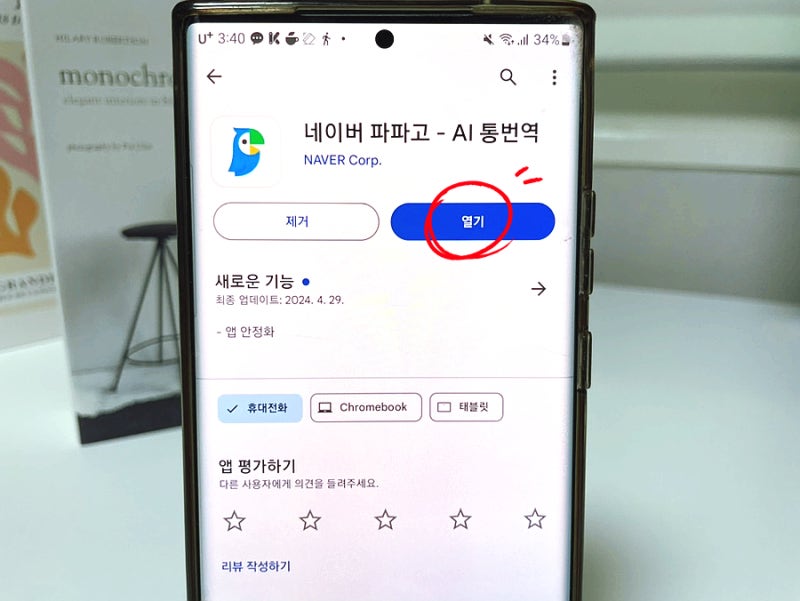 U+ 3:40
34%
네이버 파파고 - AI 통번역
NAVER Corp.
제거
열기
새로운 기능
최종 업데이트: 2024. 4. 29.
- 앱 안정화
휴대전화
Chromebook
태블릿
앱 평가하기
다른 사용자에게 의견을 들려주세요.
리뷰 작성하기
HILARY ROBERTSON
monochro
elegant interiors in
GRANDE